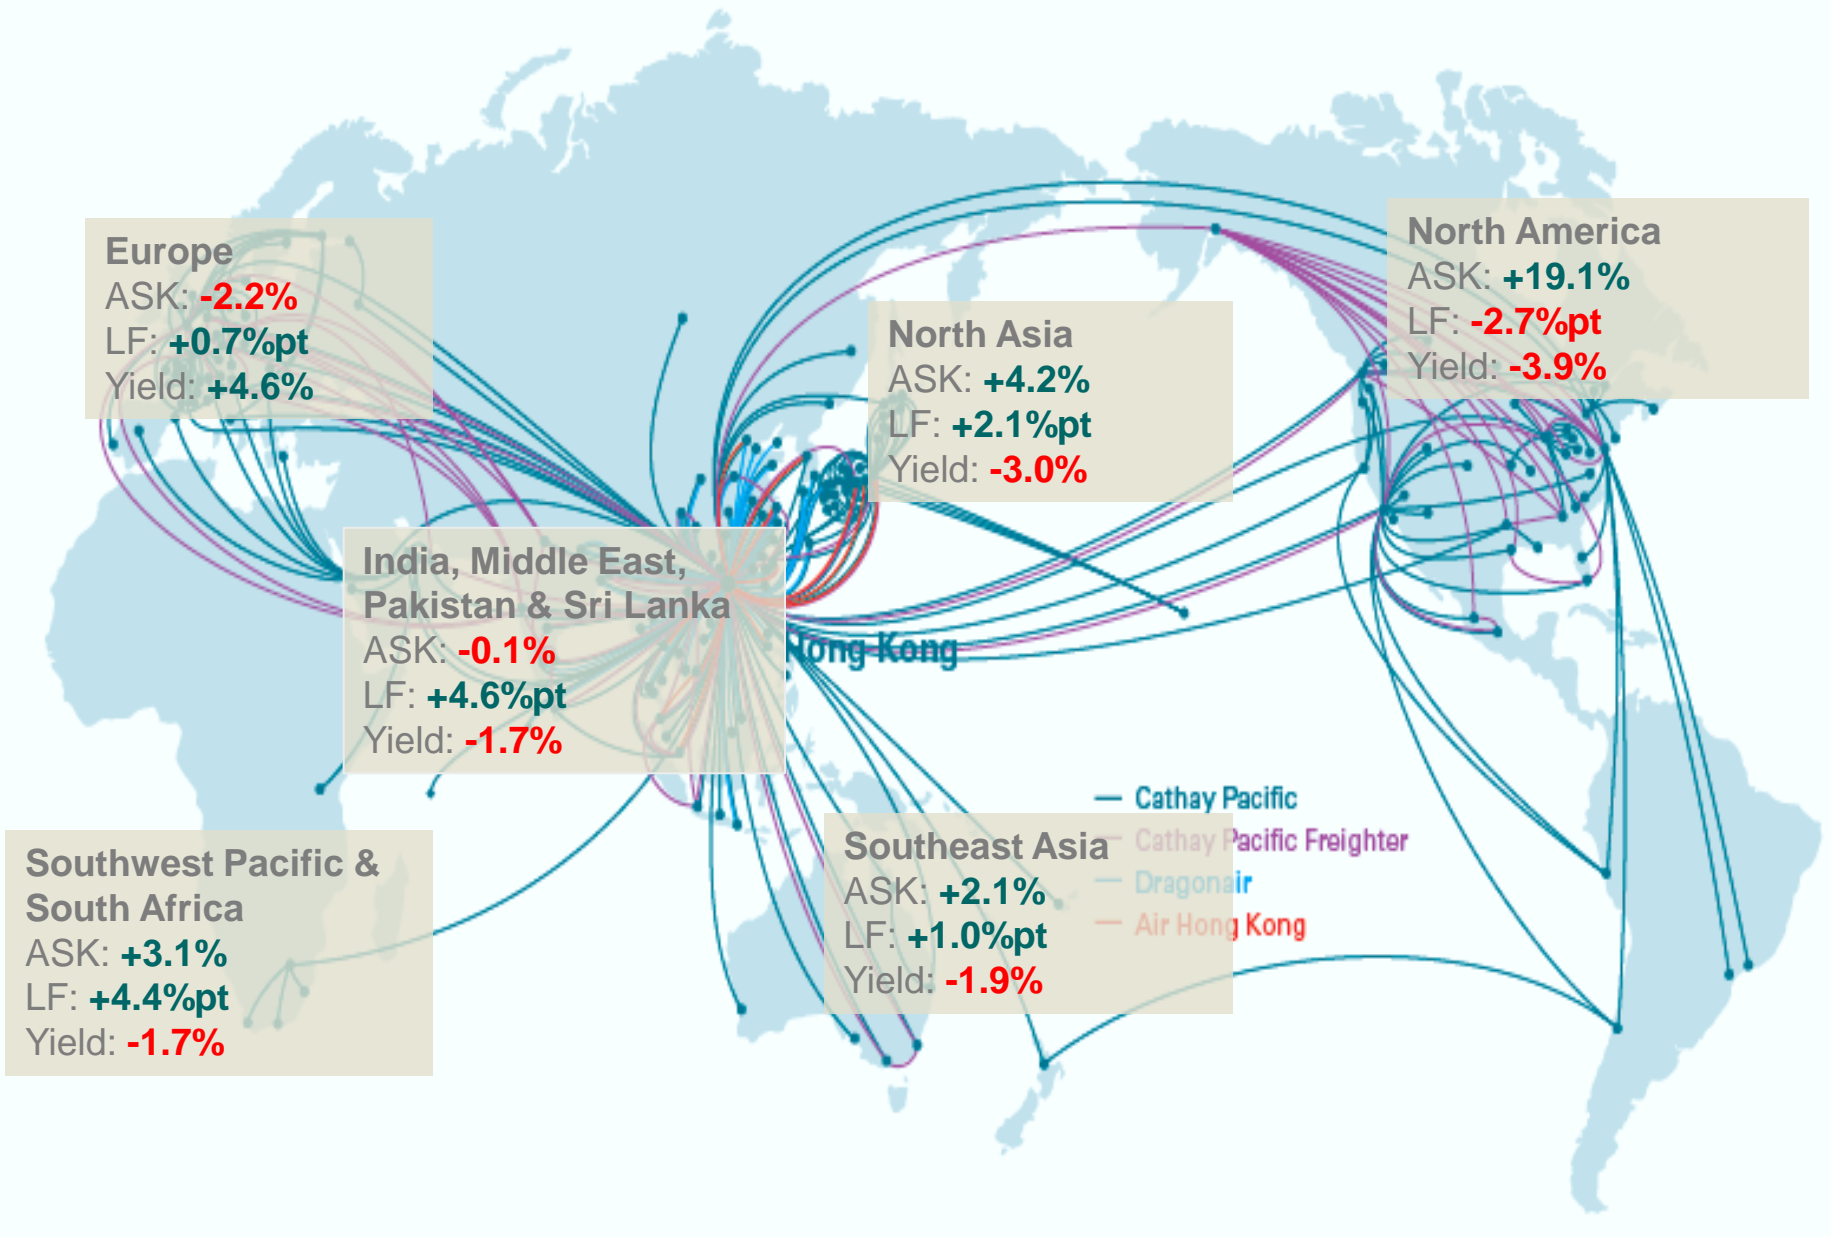 Europe
ASK: -2.2%
LF: +0.7%pt
Yield: +4.6%
North America
ASK: +19.1%
LF: -2.7%pt
Yield: -3.9%
North Asia
ASK: +4.2%
LF: +2.1%pt
Yield: -3.0%
India, Middle East,
Pakistan & Sri Lanka
ASK: -0.1%
LF: +4.6%pt
Yield: -1.7%
Hong Kong
Southwest Pacific &
South Africa
ASK: +3.1%
LF: +4.4%pt
Yield: -1.7%
Southeast Asia
ASK: +2.1%
LF: +1.0%pt
Yield: -1.9%
Cathay Pacific
Cathay Pacific Freighter
Dragonair
Air Hong Kong